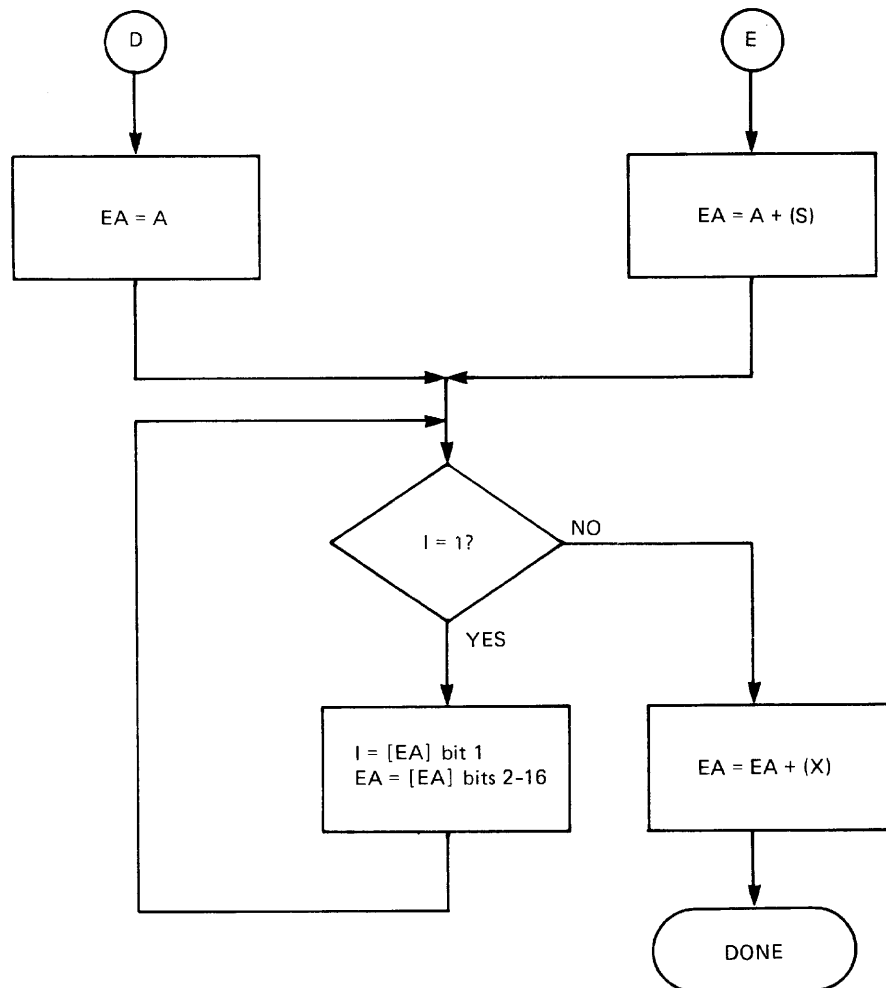 D
E
EA = A
EA = A + (S)
I = 1?
NO
YES
I = [EA] bit 1
EA = [EA] bits 2-16
EA = EA + (X)
DONE